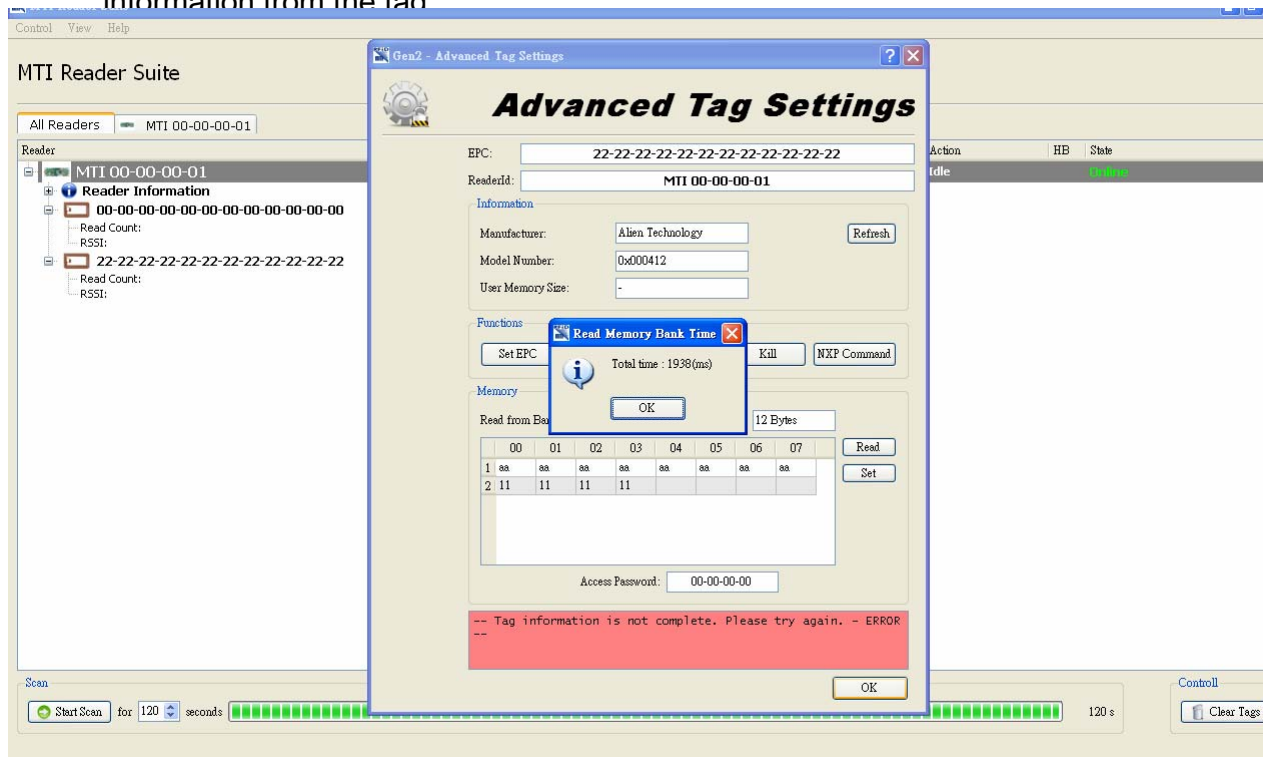 information from the tag
Control View Help
MTI Reader Suite
All Readers MTI 00-00-00-01
Reader Action HB State
MTI 00-00-00-01 Idle Online
Reader Information
00-00-00-00-00-00-00-00-00-00-00-00
Read Count:
RSSI:
22-22-22-22-22-22-22-22-22-22-22-22
Read Count:
RSSI:
Gen2 - Advanced Tag Settings
Advanced Tag Settings
EPC: 22-22-22-22-22-22-22-22-22-22-22-22
ReaderId: MTI 00-00-00-01
Information
Manufacturer: Alien Technology Refresh
Model Number: 0x000412
User Memory Size: -
Functions
Set EPC Kill NXP Command
Read Memory Bank Time
Total time : 1938(ms)
OK
Memory
Read from 12 Bytes
00 01 02 03 04 05 06 07 Read
1 aa aa aa aa aa aa aa aa Set
2 11 11 11 11
Access Password: 00-00-00-00
-- Tag information is not complete. Please try again. - ERROR
--
OK
Scan
Start Scan for 120 seconds 120 s
Controll
Clear Tags